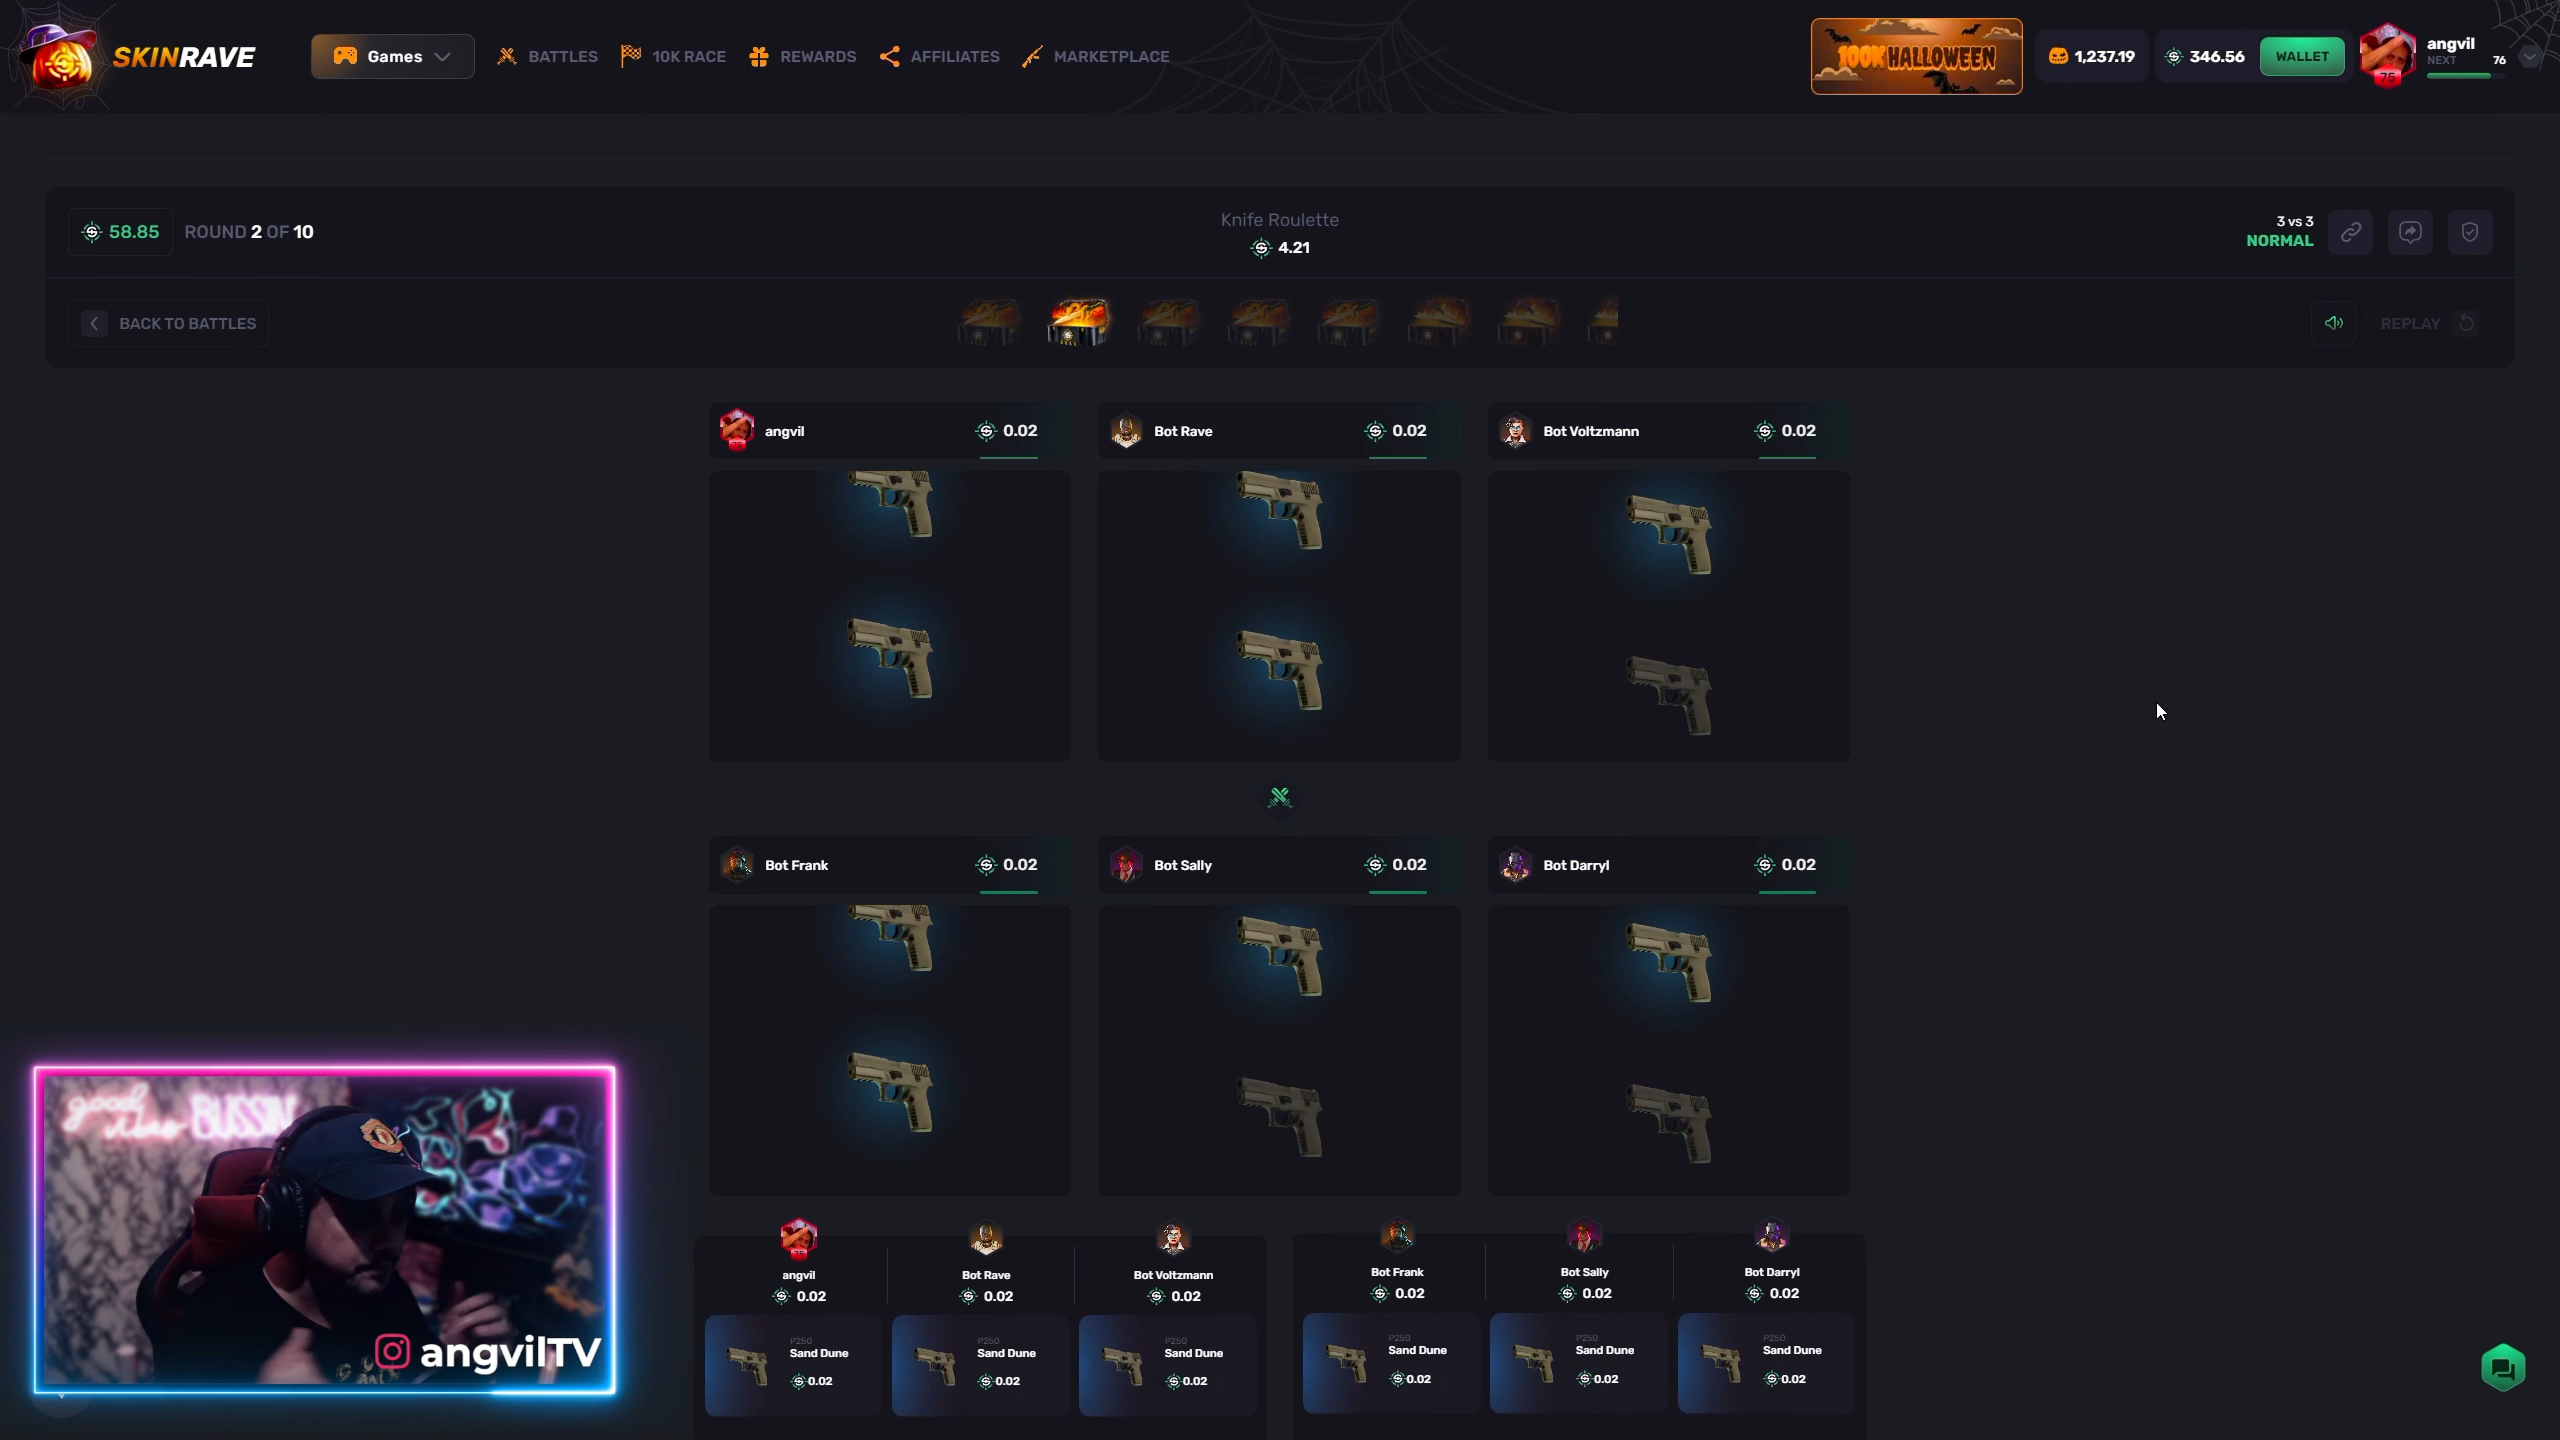 SKINRAVE
Games
BATTLES
10K RACE
REWARDS
AFFILIATES
MARKETPLACE
100K HALLOWEEN
1,237.19
346.56
WALLET
75
angvil
NEXT 76
58.85
ROUND 2 OF 10
Knife Roulette
4.21
3 vs 3
NORMAL
BACK TO BATTLES
REPLAY
angvil 0.02
Bot Rave 0.02
Bot Voltzmann 0.02
Bot Frank 0.02
Bot Sally 0.02
Bot Darryl 0.02
good vibes BUSSIN
angvilTV
angvil
0.02
Bot Rave
0.02
Bot Voltzmann
0.02
Bot Frank
0.02
Bot Sally
0.02
Bot Darryl
0.02
P250
Sand Dune
0.02
P250
Sand Dune
0.02
P250
Sand Dune
0.02
P250
Sand Dune
0.02
P250
Sand Dune
0.02
P250
Sand Dune
0.02